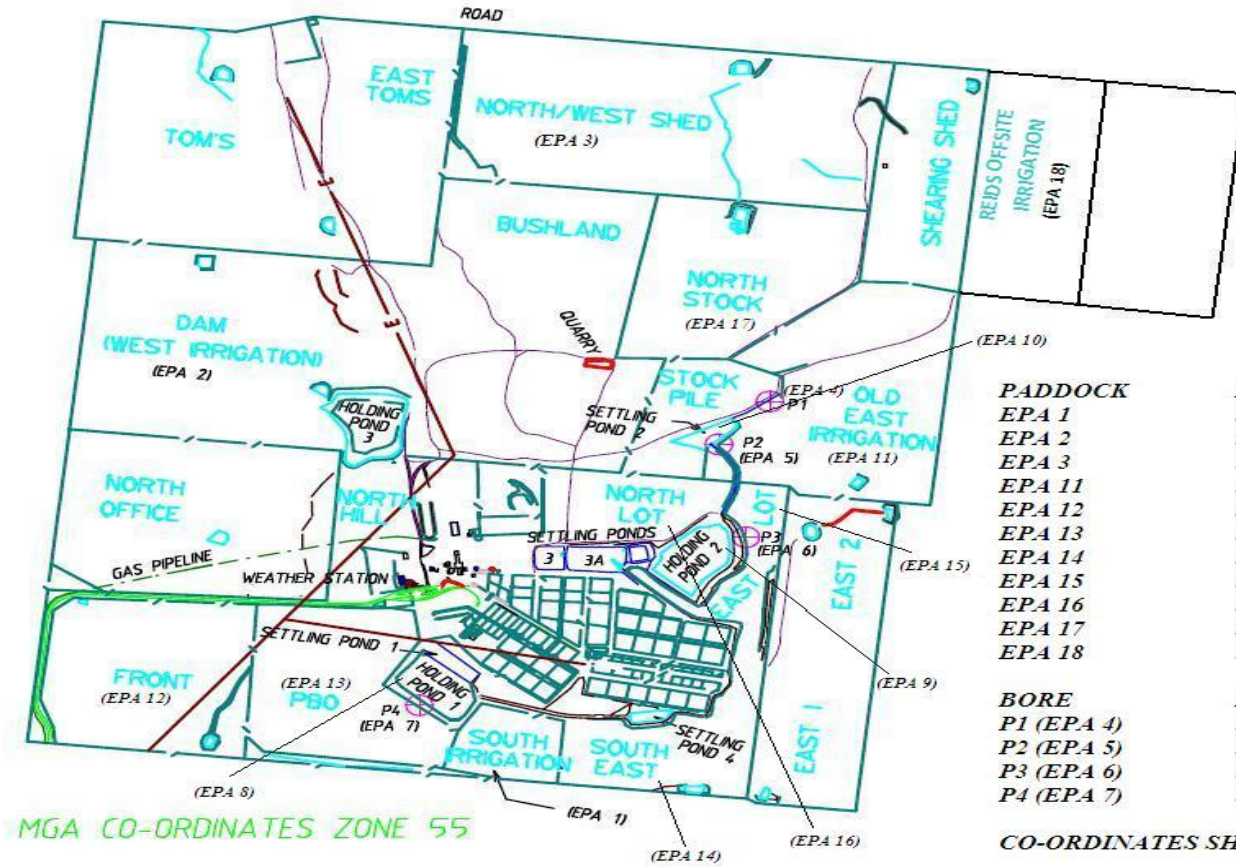 ROAD
EAST
TOMS
TOM'S
NORTH/WEST SHED
(EPA 3)
SHEARING SHED
REIDS OFFSITE
IRRIGATION
(EPA 18)
BUSHLAND
E
NORTH
STOCK
(EPA 17)
DAM
(WEST IRRIGATION)
(EPA 2)
E
QUARRY
(EPA 10)
STOCK
PILE
(EPA 4)
P1
OLD
EAST
IRRIGATION
(EPA 11)
HOLDING
POND
3
SETTLING
POND 2
P2
(EPA 5)
NORTH
OFFICE
NORTH
HILL
NORTH
LOT
EAST
LOT
SETTLING PONDS
3
3A
HOLDING
POND 2
P3
(EPA 6)
EAST 2
(EPA 15)
GAS PIPELINE
WEATHER STATION
SETTLING POND 1
HOLDING
POND 1
FRONT
(EPA 12)
(EPA 13)
PBO
P4
(EPA 7)
(EPA 9)
SOUTH
IRRIGATION
SOUTH
EAST
SETTLING
POND 4
EAST 1
(EPA 8)
(EPA 1)
(EPA 16)
(EPA 14)
MGA CO-ORDINATES ZONE 55
PADDOCK
EPA 1
EPA 2
EPA 3
EPA 11
EPA 12
EPA 13
EPA 14
EPA 15
EPA 16
EPA 17
EPA 18
BORE
P1 (EPA 4)
P2 (EPA 5)
P3 (EPA 6)
P4 (EPA 7)
CO-ORDINATES SH